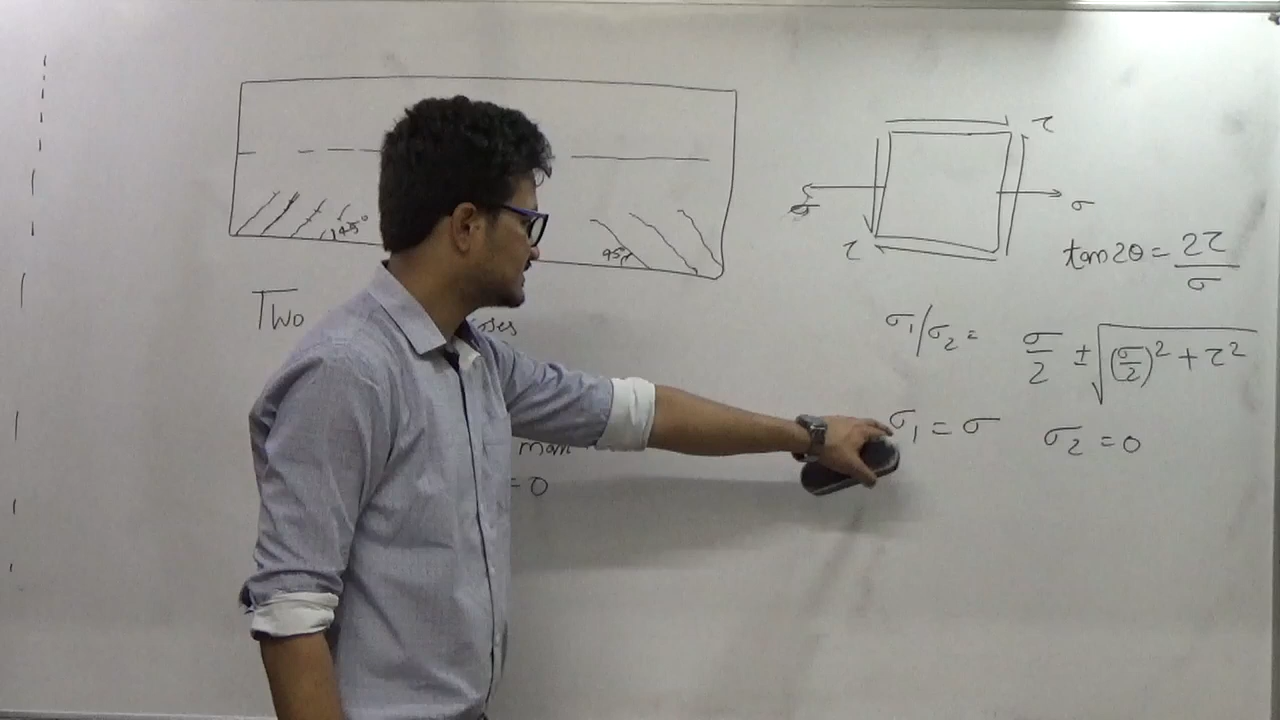 τ
σ
τ
45°
45°
tan2θ = 2τ/σ
Two
σ₁/σ₂ = σ/2 ± √((σ/2)² + τ²)
σ₁ = σ σ₂ = 0
= 0